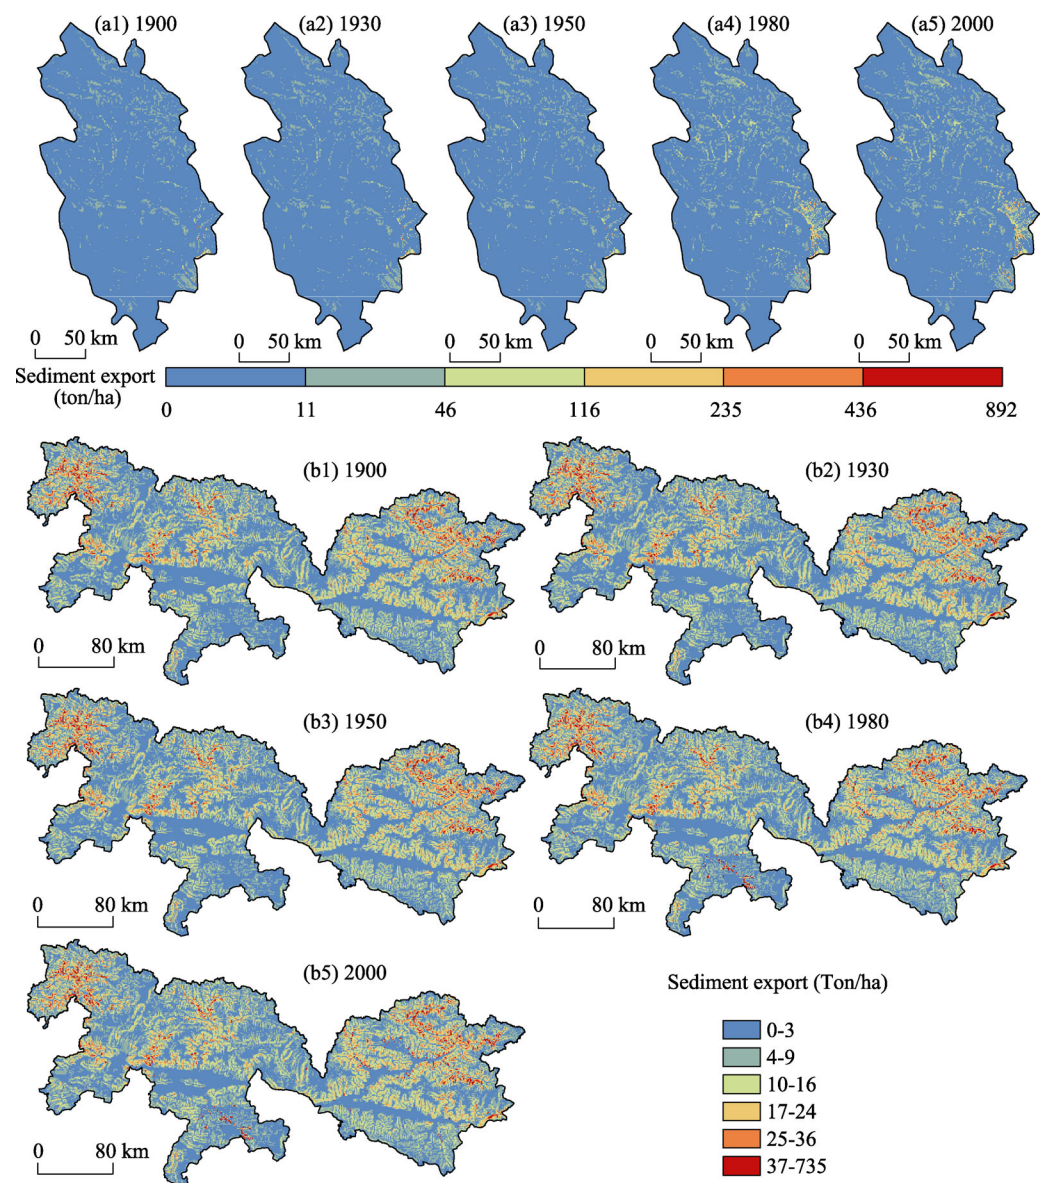 (a1) 1900
(a2) 1930
(a3) 1950
(a4) 1980
(a5) 2000
0 50 km
0 50 km
0 50 km
0 50 km
0 50 km
Sediment export
(ton/ha)
0 11 46 116 235 436 892
(b1) 1900
(b2) 1930
0 80 km
0 80 km
(b3) 1950
(b4) 1980
0 80 km
0 80 km
(b5) 2000
Sediment export (Ton/ha)
0-3
4-9
10-16
17-24
25-36
37-735
0 80 km